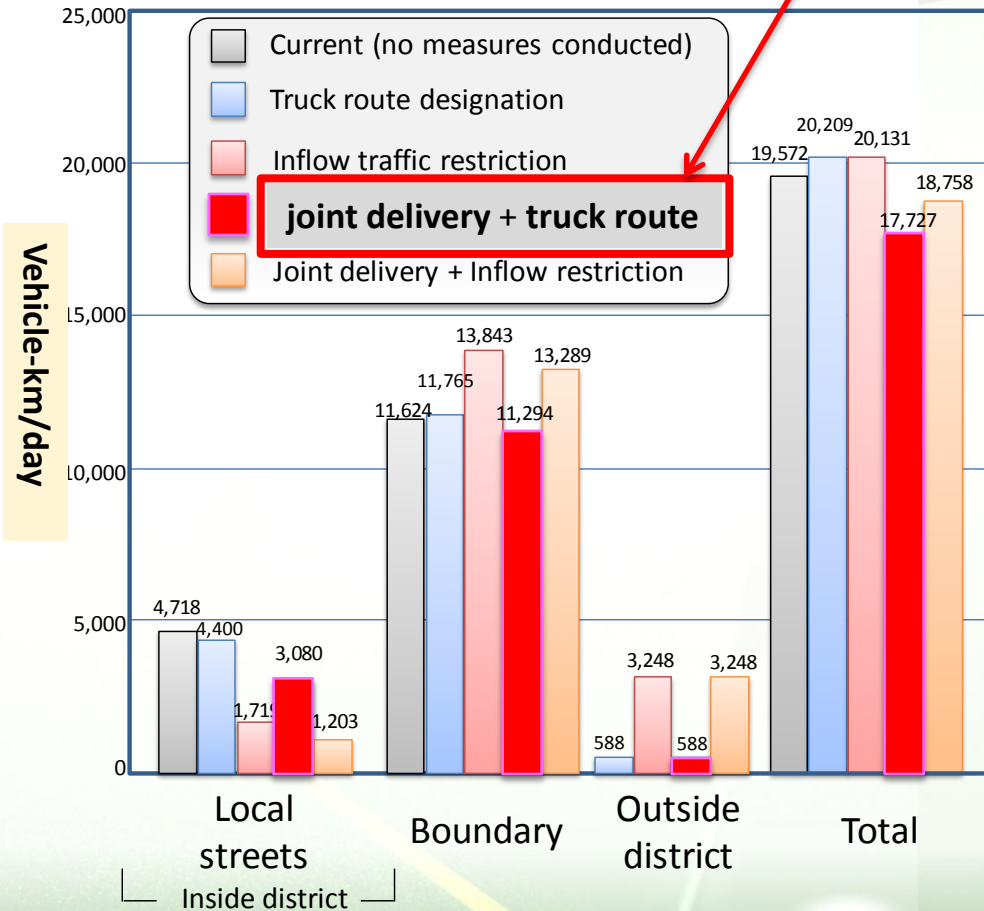 25,000
20,000
15,000
10,000
5,000
0
Vehicle-km/day
Current (no measures conducted)
Truck route designation
Inflow traffic restriction
joint delivery + truck route
Joint delivery + Inflow restriction
4,718
4,400
1,719
3,080
1,203
11,624
11,765
13,843
11,294
13,289
588
3,248
588
3,248
19,572
20,209
20,131
17,727
18,758
Local
streets
Boundary
Outside
district
Total
Inside district